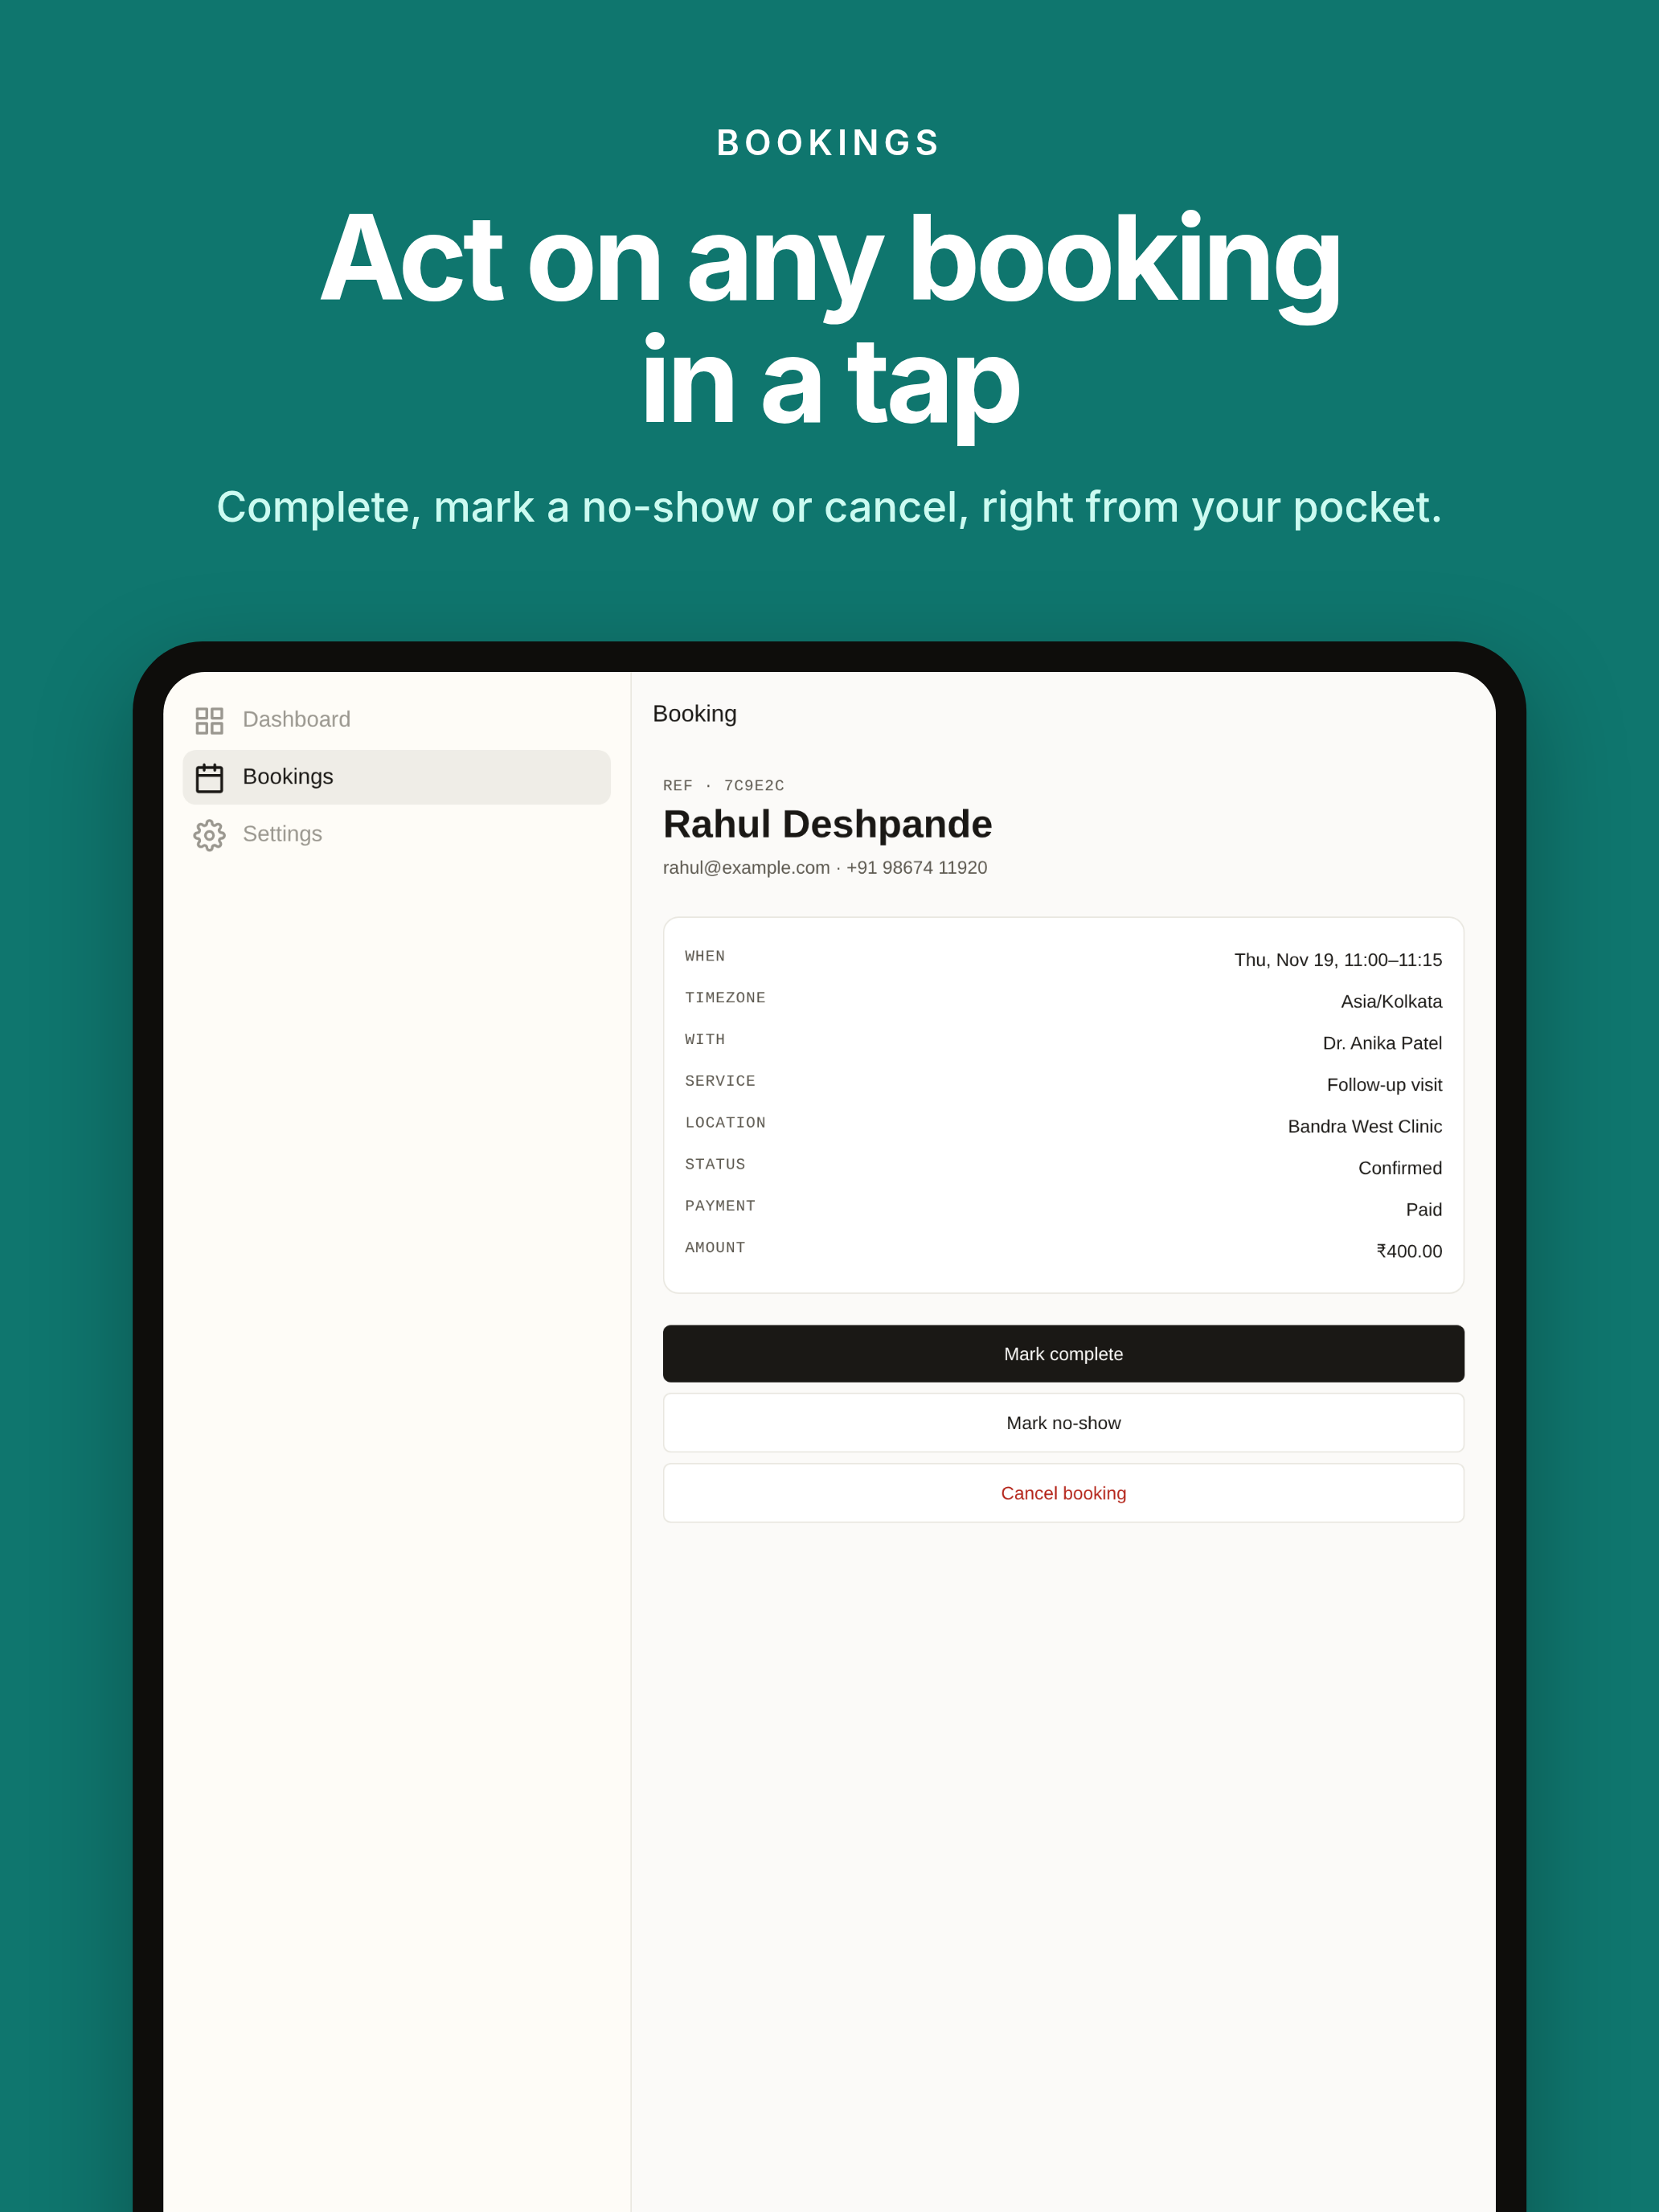 BOOKINGS
Act on any booking
in a tap
Complete, mark a no-show or cancel, right from your pocket.
Dashboard
Bookings
Settings
Booking
REF · 7C9E2C
Rahul Deshpande
rahul@example.com · +91 98674 11920
WHEN Thu, Nov 19, 11:00–11:15
TIMEZONE Asia/Kolkata
WITH Dr. Anika Patel
SERVICE Follow-up visit
LOCATION Bandra West Clinic
STATUS Confirmed
PAYMENT Paid
AMOUNT ₹400.00
Mark complete
Mark no-show
Cancel booking